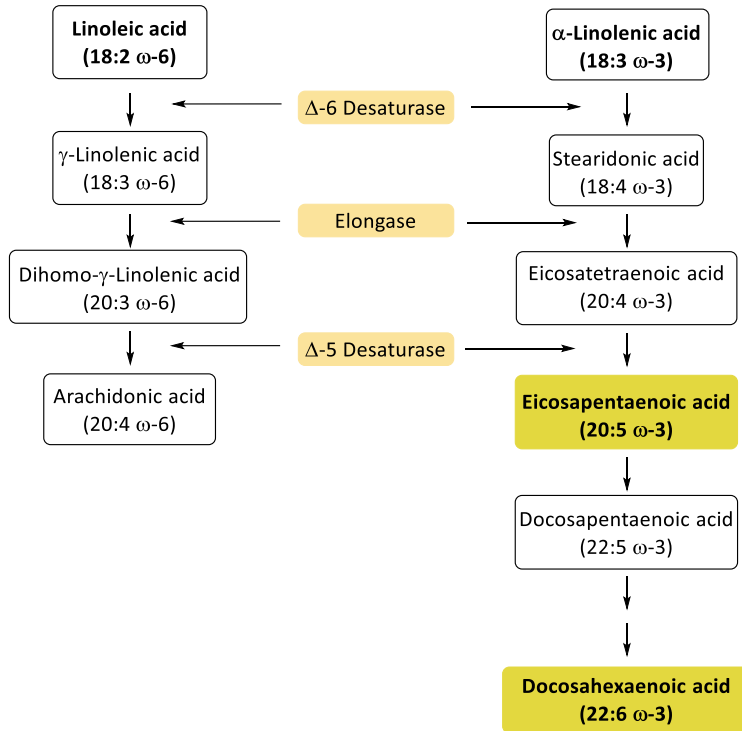 Linoleic acid
(18:2 ω-6)
α-Linolenic acid
(18:3 ω-3)
Δ-6 Desaturase
γ-Linolenic acid
(18:3 ω-6)
Stearidonic acid
(18:4 ω-3)
Elongase
Dihomo-γ-Linolenic acid
(20:3 ω-6)
Eicosatetraenoic acid
(20:4 ω-3)
Δ-5 Desaturase
Arachidonic acid
(20:4 ω-6)
Eicosapentaenoic acid
(20:5 ω-3)
Docosapentaenoic acid
(22:5 ω-3)
Docosahexaenoic acid
(22:6 ω-3)